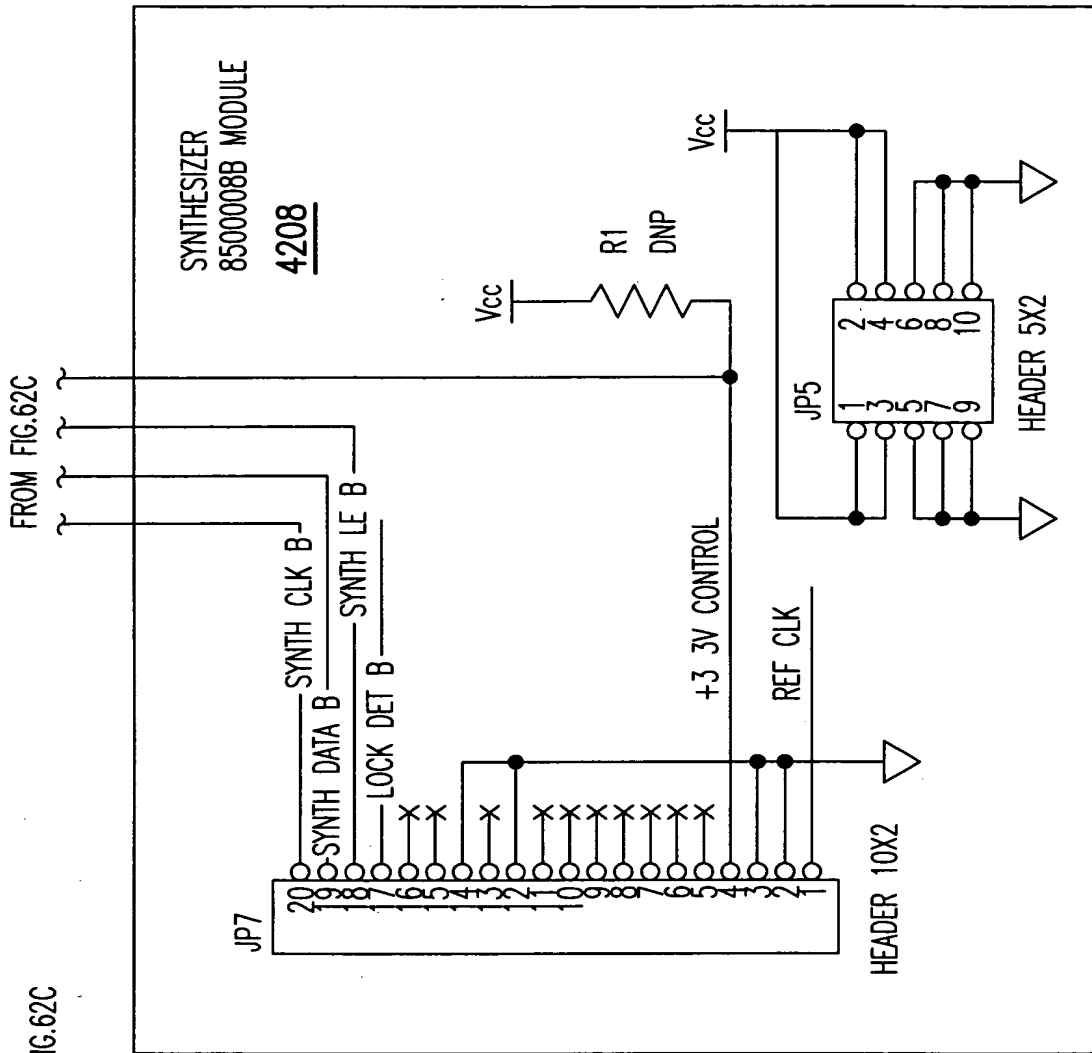 FROM FIG.62C
IG.62C
SYNTHESIZER
8500008B MODULE
4208
Vcc
R1
DNP
Vcc
SYNTH CLK B
SYNTH DATA B
SYNTH LE B
LOCK DET B
+3 3V CONTROL
REF CLK
JP7
20
19
18
17
16
15
14
13
12
11
10
9
8
7
6
5
4
3
2
1
HEADER 10X2
JP5
1 2
3 4
5 6
7 8
9 10
HEADER 5X2